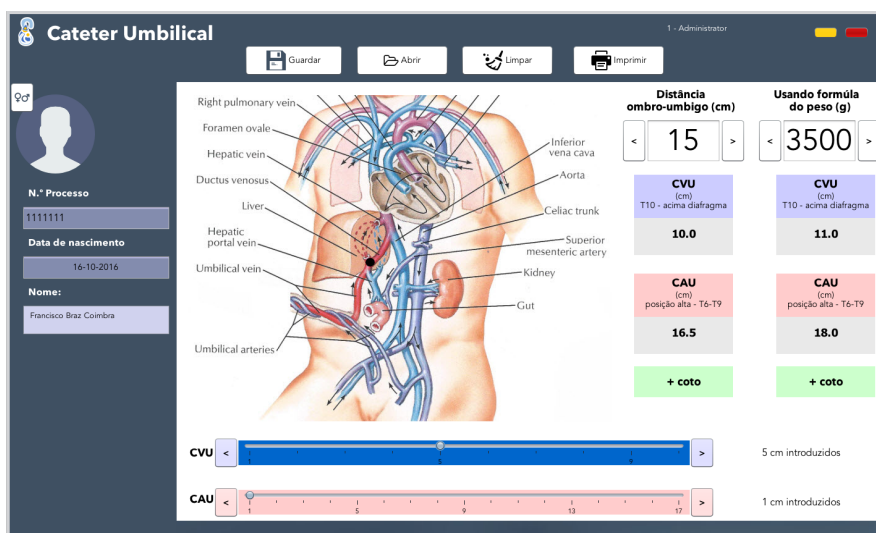 Cateter Umbilical
1 - Administrator
Guardar
Abrir
Limpar
Imprimir
N.º Processo
1111111
Data de nascimento
16-10-2016
Nome:
Francisco Braz Coimbra
Right pulmonary vein
Foramen ovale
Hepatic vein
Ductus venosus
Liver
Hepatic
portal vein
Umbilical vein
Umbilical arteries
Inferior
vena cava
Aorta
Celiac trunk
Superior
mesenteric artery
Kidney
Gut
Distância
ombro-umbigo (cm)
< 15 >
CVU
(cm)
T10 - acima diafragma
10.0
CAU
(cm)
posição alta - T6-T9
16.5
+ coto
Usando formúla
do peso (g)
< 3500 >
CVU
(cm)
T10 - acima diafragma
11.0
CAU
(cm)
posição alta - T6-T9
18.0
+ coto
CVU < > 5 cm introduzidos
1 5 9
CAU < > 1 cm introduzidos
1 5 9 13 17